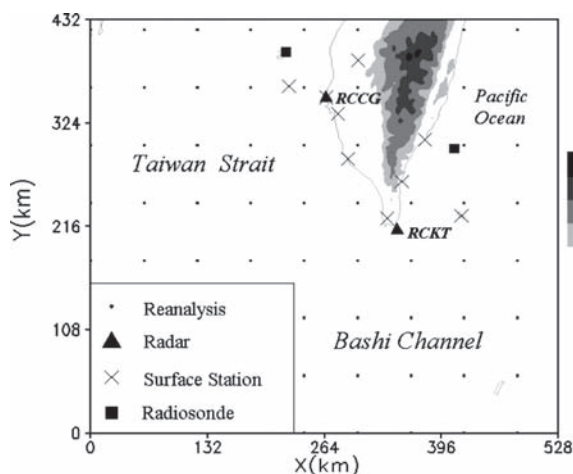 432
324
216
108
0
Y(km)
RCCG
Pacific
Ocean
Taiwan Strait
RCKT
Bashi Channel
Reanalysis
Radar
Surface Station
Radiosonde
0 132 264 396 528
X(km)